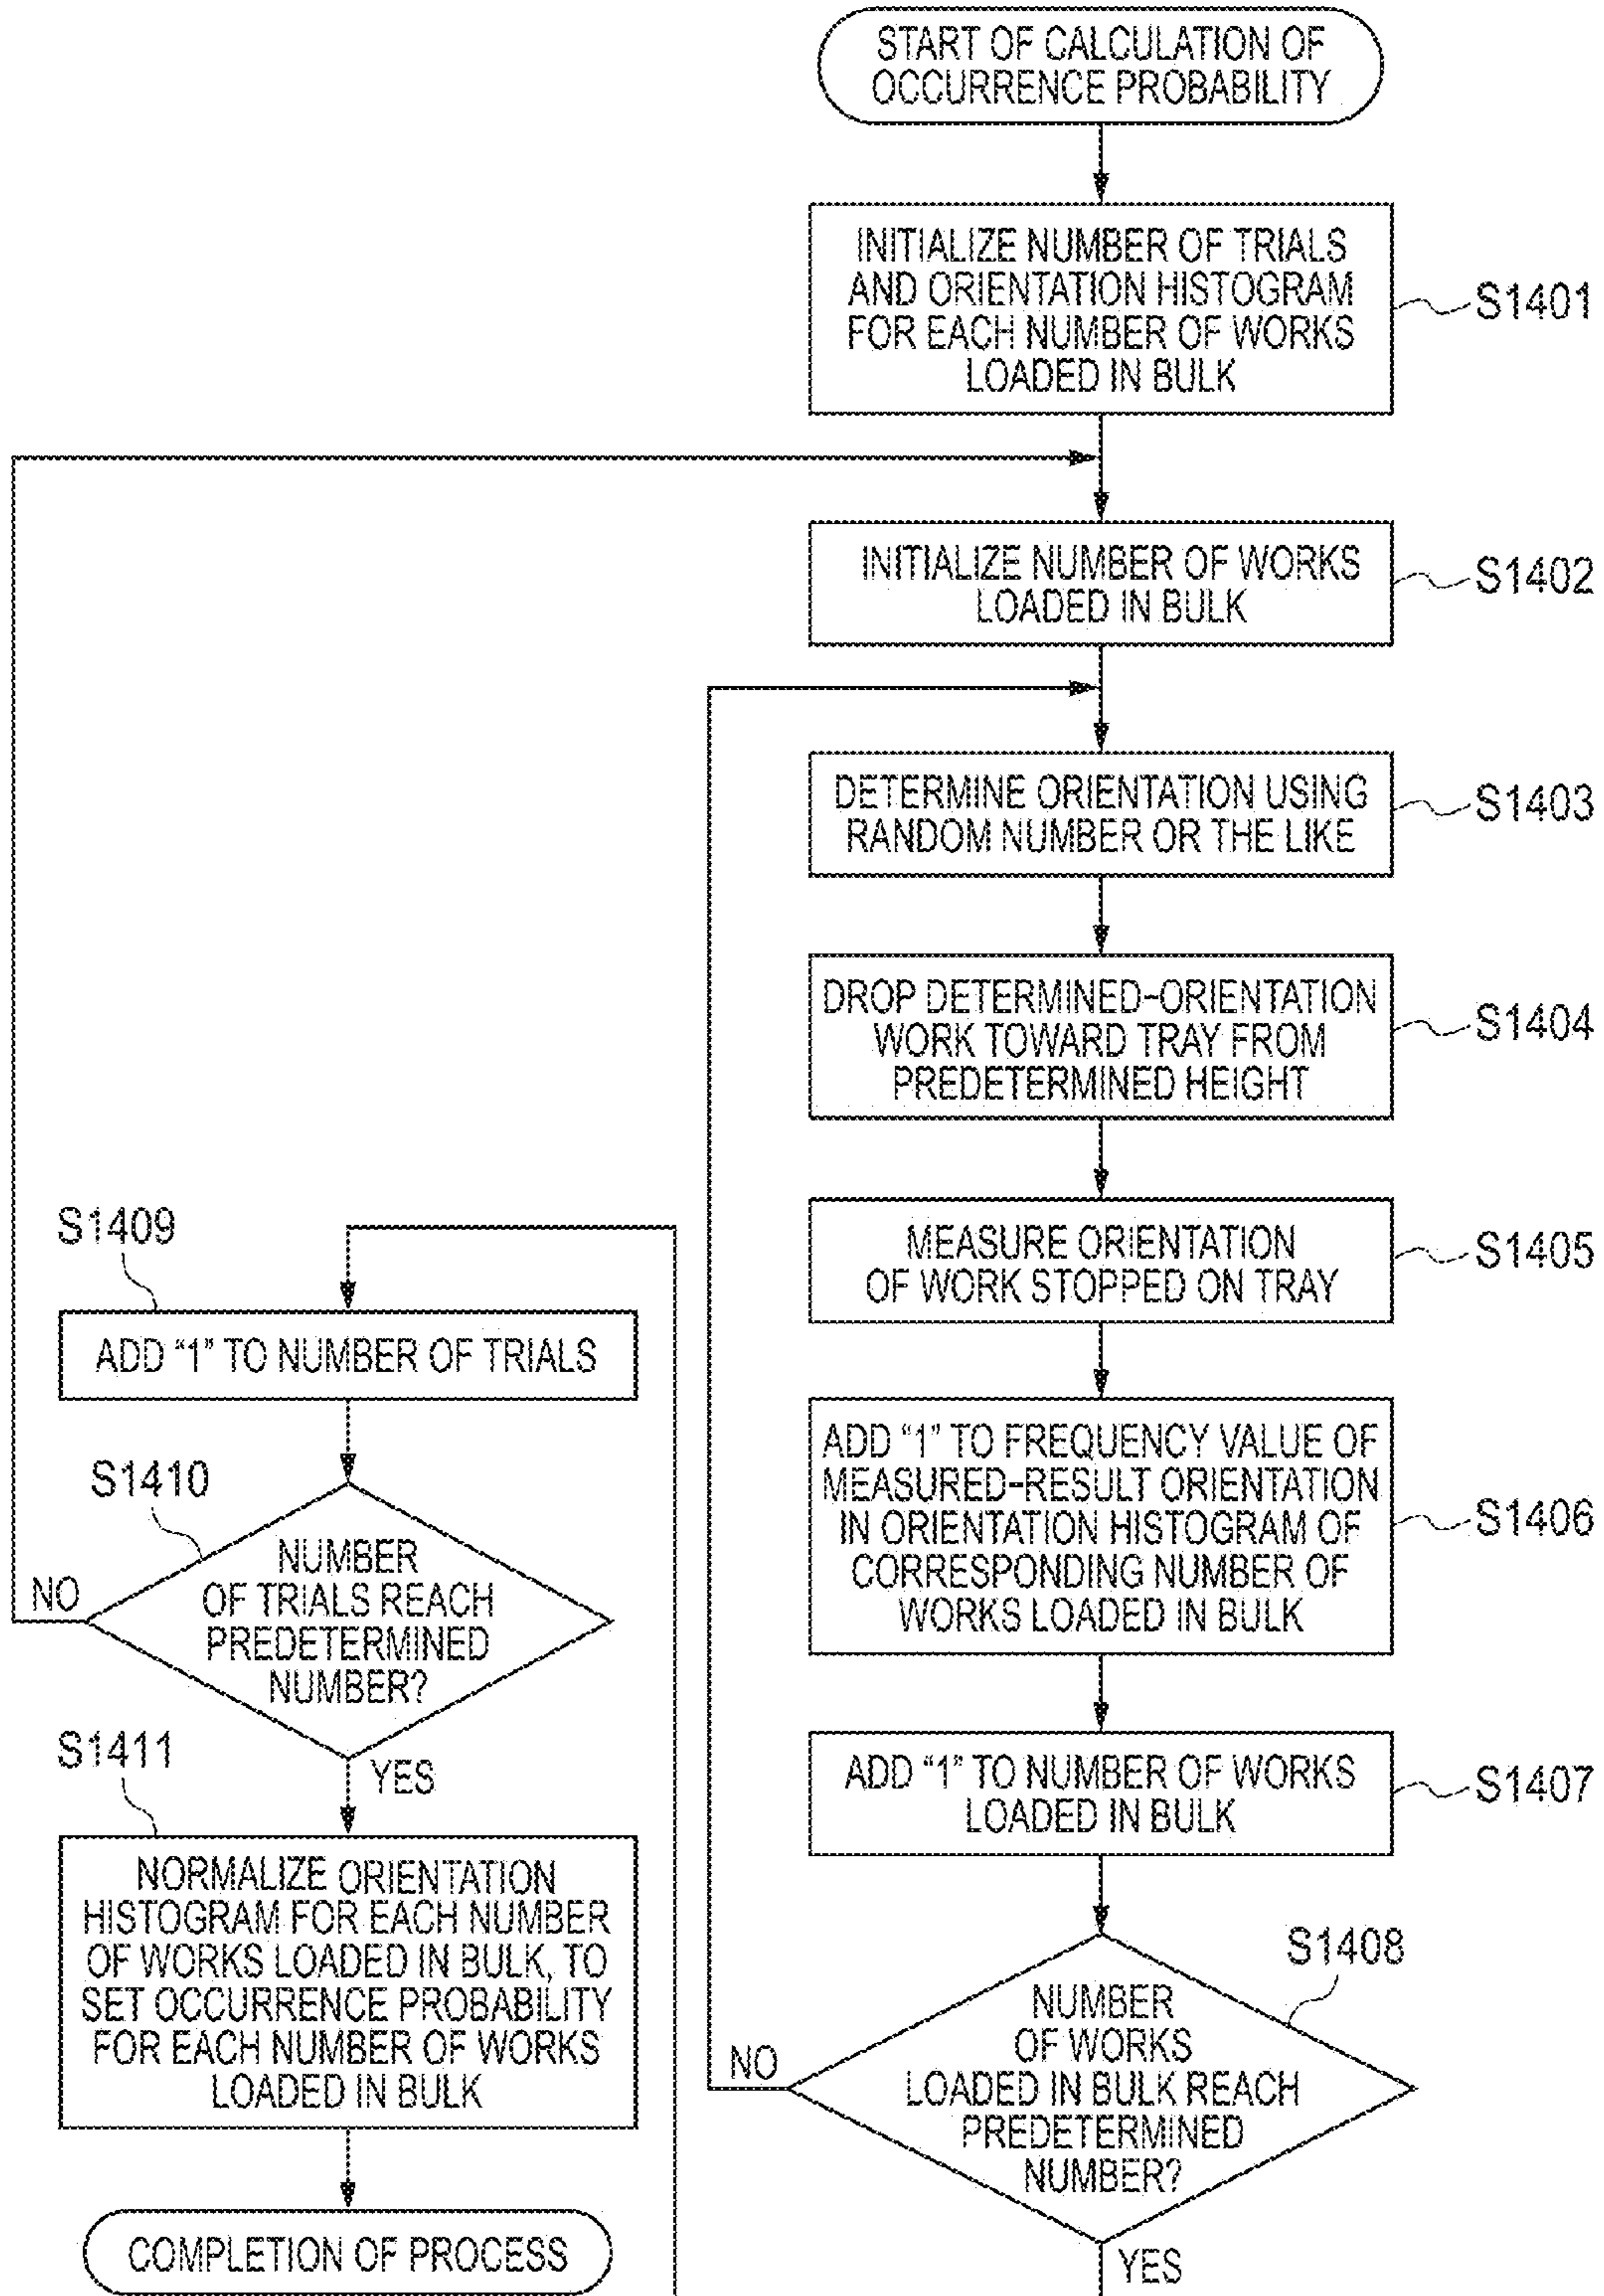 START OF CALCULATION OF
OCCURRENCE PROBABILITY
INITIALIZE NUMBER OF TRIALS
AND ORIENTATION HISTOGRAM
FOR EACH NUMBER OF WORKS
LOADED IN BULK
S1401
INITIALIZE NUMBER OF WORKS
LOADED IN BULK
S1402
DETERMINE ORIENTATION USING
RANDOM NUMBER OR THE LIKE
S1403
DROP DETERMINED-ORIENTATION
WORK TOWARD TRAY FROM
PREDETERMINED HEIGHT
S1404
MEASURE ORIENTATION
OF WORK STOPPED ON TRAY
S1405
ADD "1" TO FREQUENCY VALUE OF
MEASURED-RESULT ORIENTATION
IN ORIENTATION HISTOGRAM OF
CORRESPONDING NUMBER OF
WORKS LOADED IN BULK
S1406
ADD "1" TO NUMBER OF WORKS
LOADED IN BULK
S1407
S1408
NUMBER
OF WORKS
LOADED IN BULK REACH
PREDETERMINED
NUMBER?
NO
YES
S1409
ADD "1" TO NUMBER OF TRIALS
S1410
NUMBER
OF TRIALS REACH
PREDETERMINED
NUMBER?
NO
YES
S1411
NORMALIZE ORIENTATION
HISTOGRAM FOR EACH NUMBER
OF WORKS LOADED IN BULK, TO
SET OCCURRENCE PROBABILITY
FOR EACH NUMBER OF WORKS
LOADED IN BULK
COMPLETION OF PROCESS